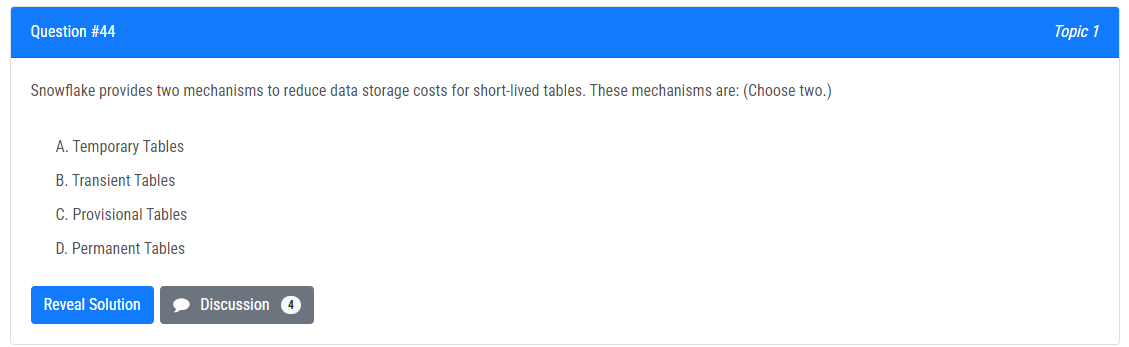 Question #44
Topic 1
Snowflake provides two mechanisms to reduce data storage costs for short-lived tables. These mechanisms are: (Choose two.)
A. Temporary Tables
B. Transient Tables
C. Provisional Tables
D. Permanent Tables
Reveal Solution
Discussion 4